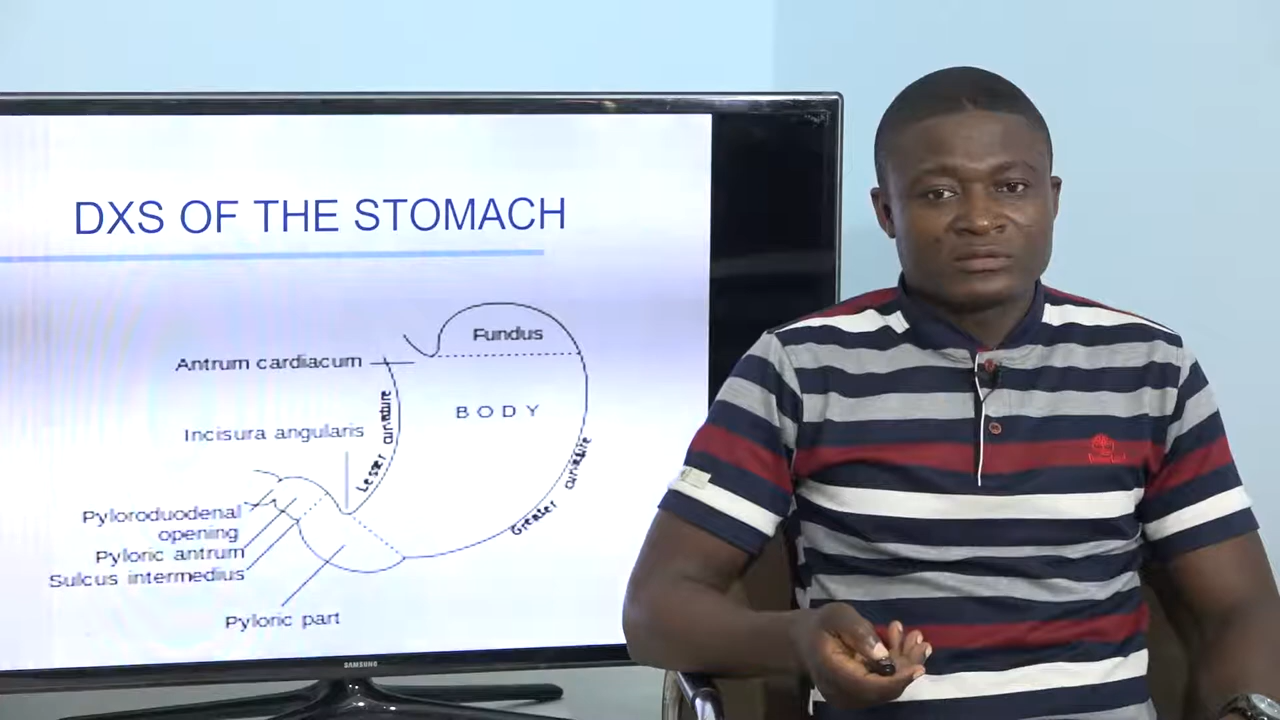 DXS OF THE STOMACH
Fundus
Antrum cardiacum
BODY
Lesser curvature
Incisura angularis
Greater curvature
Pyloroduodenal
opening
Pyloric antrum
Sulcus intermedius
Pyloric part
SAMSUNG